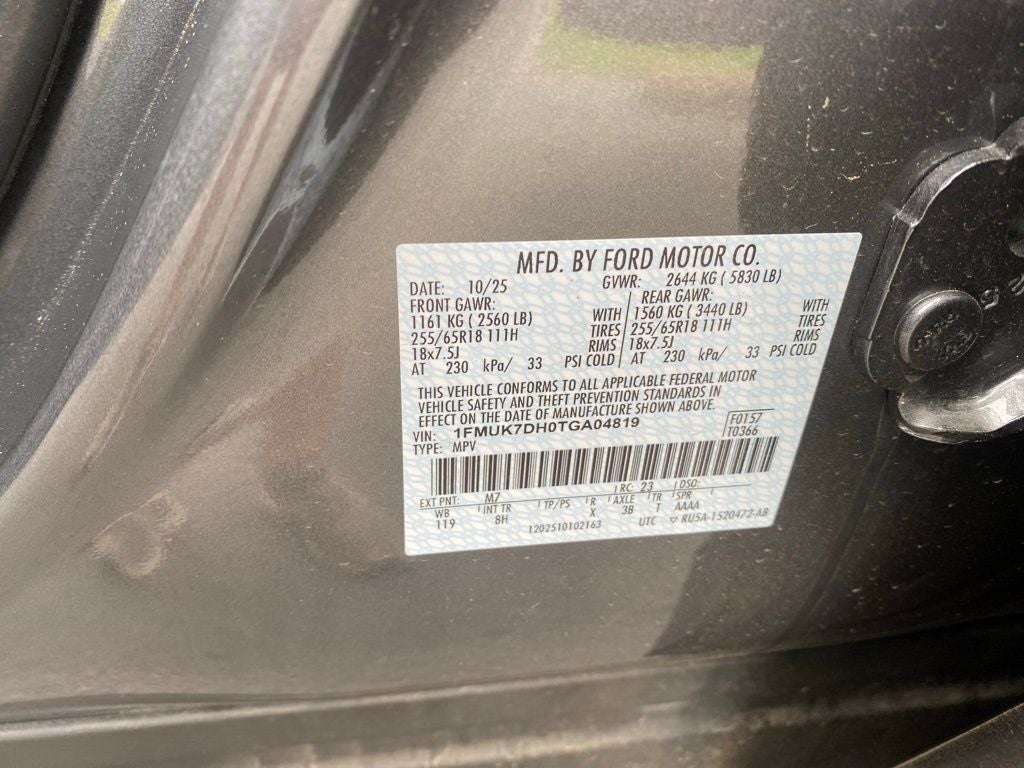 MFD. BY FORD MOTOR CO.
DATE: 10/25 GVWR: 2644 KG ( 5830 LB)
FRONT GAWR: REAR GAWR:
1161 KG ( 2560 LB) WITH 1560 KG ( 3440 LB) WITH
255/65R18 111H TIRES 255/65R18 111H TIRES
18x7.5J RIMS 18x7.5J RIMS
AT 230 kPa/ 33 PSI COLD AT 230 kPa/ 33 PSI COLD
THIS VEHICLE CONFORMS TO ALL APPLICABLE FEDERAL MOTOR
VEHICLE SAFETY AND THEFT PREVENTION STANDARDS IN
EFFECT ON THE DATE OF MANUFACTURE SHOWN ABOVE.
VIN: 1FMUK7DH0TGA04819 F0157
TYPE: MPV T0366
EXT PNT: M7 RC: 23 DSO:
WB INT TR TP/PS R AXLE TR SPR
119 8H X 38 T AAAA
1202510102163 UTC ▽ RU5A-1520472-AB